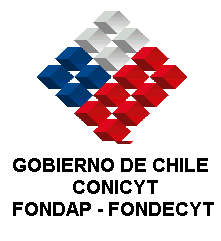 GOBIERNO DE CHILE
CONICYT
FONDAP - FONDECYT